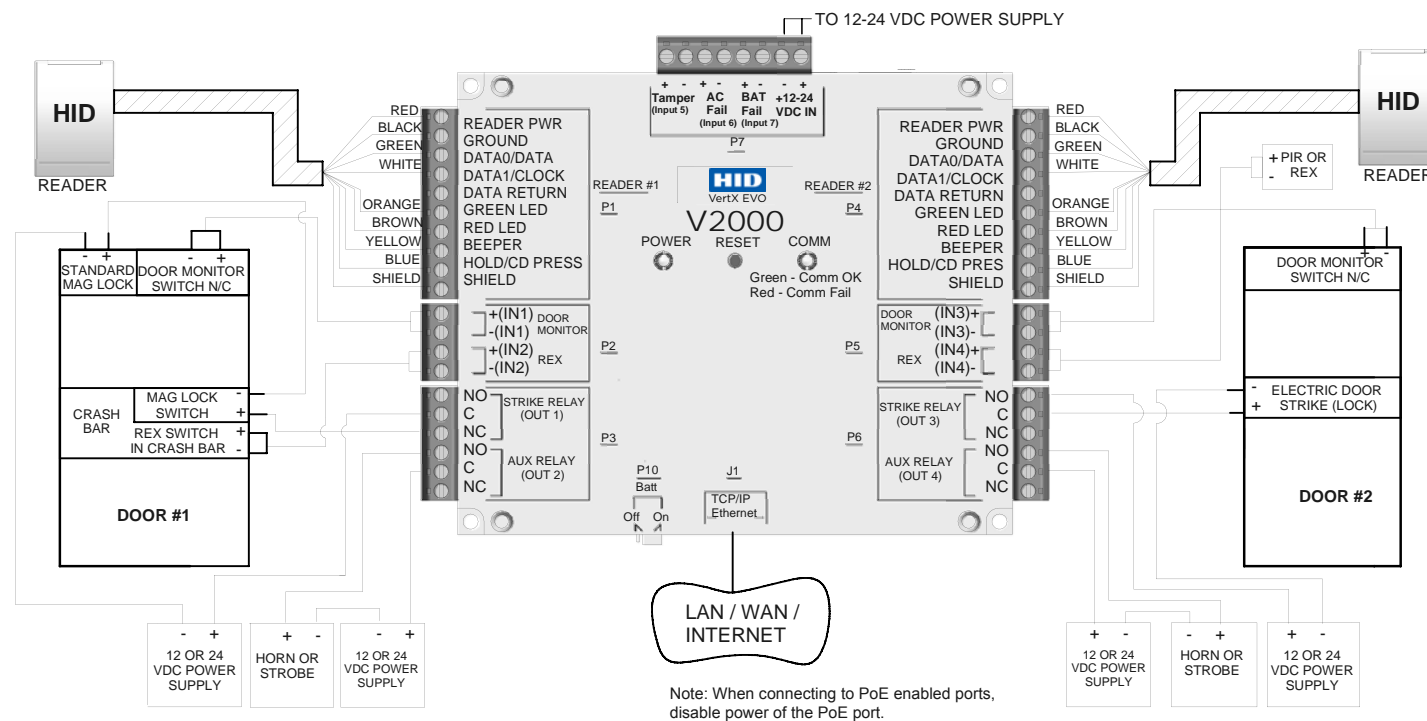 TO 12-24 VDC POWER SUPPLY
+ - + - + - - +
Tamper AC BAT +12-24
(Input 5) Fail Fail VDC IN
(Input 6) (Input 7)
P7
HID
READER
RED
BLACK
GREEN
WHITE
ORANGE
BROWN
YELLOW
BLUE
SHIELD
READER PWR
GROUND
DATA0/DATA
DATA1/CLOCK
DATA RETURN
GREEN LED
RED LED
BEEPER
HOLD/CD PRESS
SHIELD
READER #1
P1
HID
VertX EVO
V2000
POWER RESET COMM
Green - Comm OK
Red - Comm Fail
READER #2
P4
READER PWR
GROUND
DATA0/DATA
DATA1/CLOCK
DATA RETURN
GREEN LED
RED LED
BEEPER
HOLD/CD PRES
SHIELD
RED
BLACK
GREEN
WHITE
ORANGE
BROWN
YELLOW
BLUE
SHIELD
+ PIR OR
- REX
HID
READER
- +
STANDARD
MAG LOCK
- +
DOOR MONITOR
SWITCH N/C
MAG LOCK -
SWITCH +
CRASH
BAR
REX SWITCH +
IN CRASH BAR -
DOOR #1
+(IN1) DOOR
-(IN1) MONITOR
+(IN2) REX
-(IN2)
P2
NO
C
NC
STRIKE RELAY
(OUT 1)
NO
C
NC
AUX RELAY
(OUT 2)
P3
P10
Batt
Off On
J1
TCP/IP
Ethernet
DOOR (IN3)+
MONITOR (IN3)-
REX (IN4)+
(IN4)-
P5
STRIKE RELAY
(OUT 3)
NO
C
NC
AUX RELAY
(OUT 4)
NO
C
NC
P6
+ -
DOOR MONITOR
SWITCH N/C
- ELECTRIC DOOR
+ STRIKE (LOCK)
DOOR #2
- +
12 OR 24
VDC POWER
SUPPLY
+ -
HORN OR
STROBE
- +
12 OR 24
VDC POWER
SUPPLY
LAN / WAN /
INTERNET
+ -
12 OR 24
VDC POWER
SUPPLY
- +
HORN OR
STROBE
+ -
12 OR 24
VDC POWER
SUPPLY
Note: When connecting to PoE enabled ports,
disable power of the PoE port.